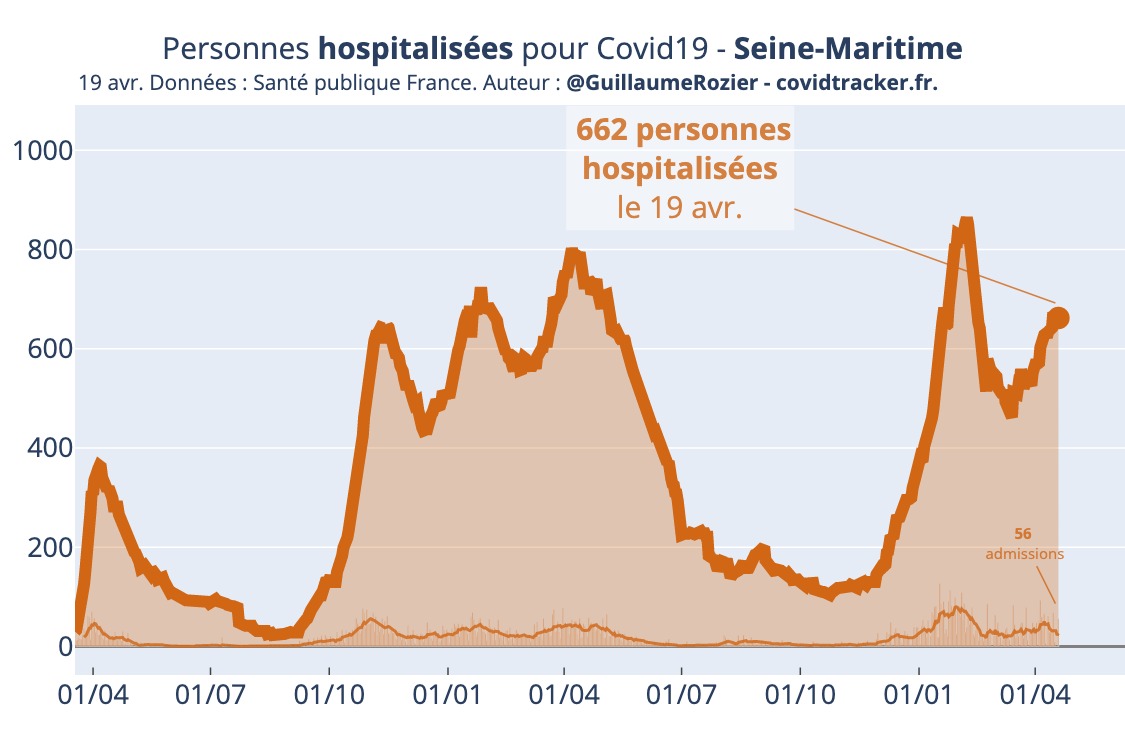 Personnes hospitalisées pour Covid19 - Seine-Maritime
19 avr. Données : Santé publique France. Auteur : @GuillaumeRozier - covidtracker.fr.
662 personnes
hospitalisées
le 19 avr.
1000
800
600
400
200
0
56
admissions
01/04 01/07 01/10 01/01 01/04 01/07 01/10 01/01 01/04